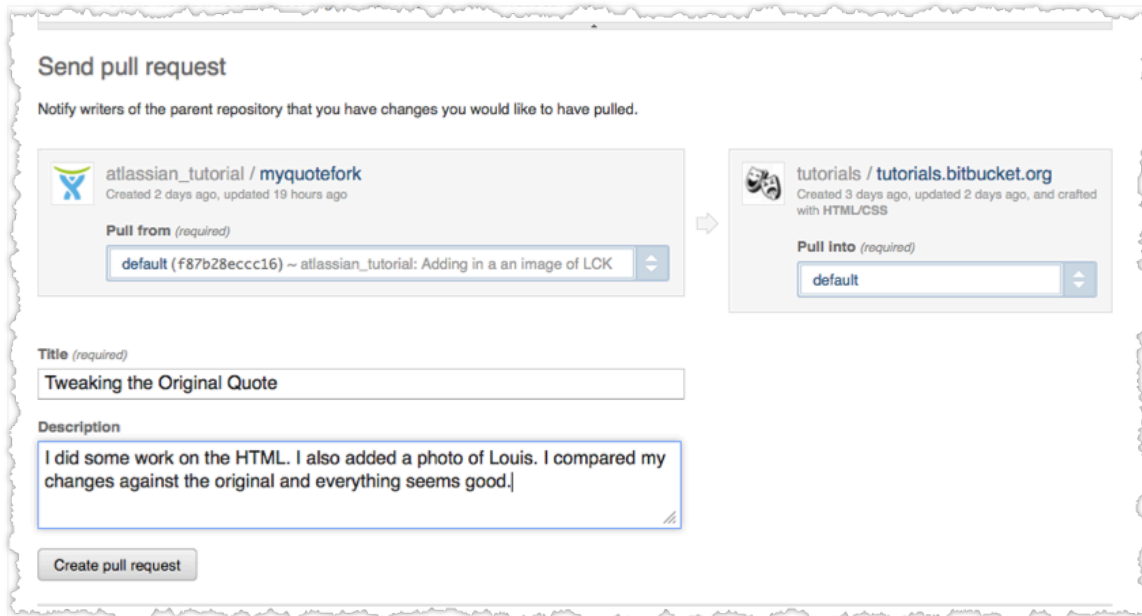 Send pull request
Notify writers of the parent repository that you have changes you would like to have pulled.
atlassian_tutorial / myquotefork
Created 2 days ago, updated 19 hours ago
Pull from (required)
default (f87b28eccc16) ~ atlassian_tutorial: Adding in a an image of LCK
tutorials / tutorials.bitbucket.org
Created 3 days ago, updated 2 days ago, and crafted
with HTML/CSS
Pull into (required)
default
Title (required)
Tweaking the Original Quote
Description
I did some work on the HTML. I also added a photo of Louis. I compared my
changes against the original and everything seems good.
Create pull request